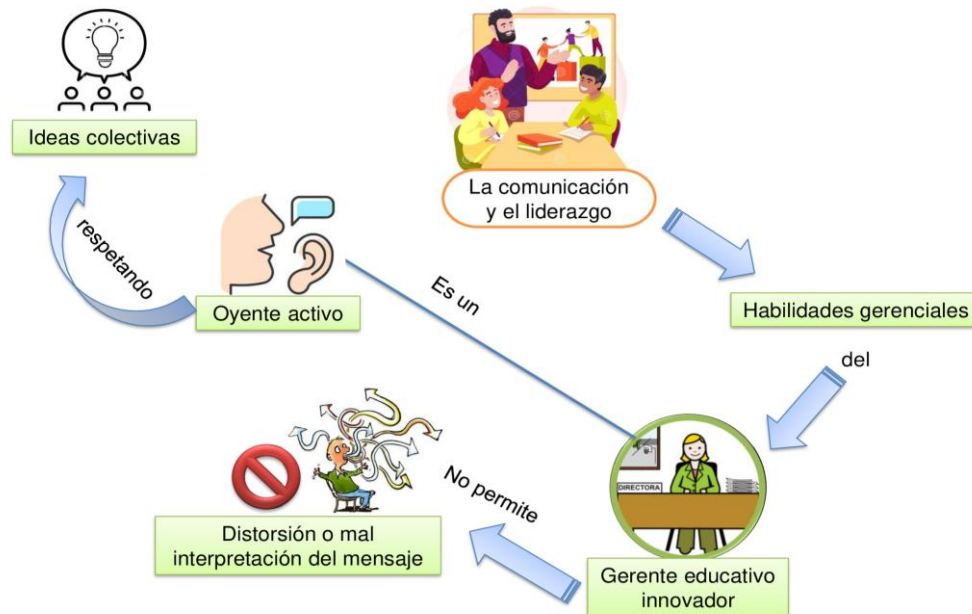 Ideas colectivas
La comunicación
y el liderazgo
respetando
Oyente activo
Es un
Habilidades gerenciales
del
DIRECTORA
No permite
Distorsión o mal
interpretación del mensaje
Gerente educativo
innovador